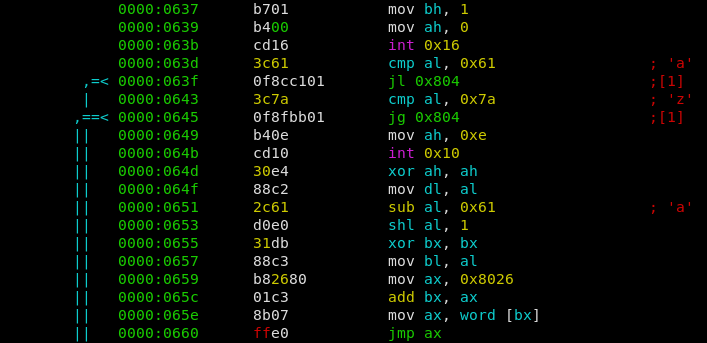 0000:0637 b701 mov bh, 1
0000:0639 b400 mov ah, 0
0000:063b cd16 int 0x16
0000:063d 3c61 cmp al, 0x61 ; 'a'
,=< 0000:063f 0f8cc101 jl 0x804 ;[1]
| 0000:0643 3c7a cmp al, 0x7a ; 'z'
,==< 0000:0645 0f8fbb01 jg 0x804 ;[1]
|| 0000:0649 b40e mov ah, 0xe
|| 0000:064b cd10 int 0x10
|| 0000:064d 30e4 xor ah, ah
|| 0000:064f 88c2 mov dl, al
|| 0000:0651 2c61 sub al, 0x61 ; 'a'
|| 0000:0653 d0e0 shl al, 1
|| 0000:0655 31db xor bx, bx
|| 0000:0657 88c3 mov bl, al
|| 0000:0659 b82680 mov ax, 0x8026
|| 0000:065c 01c3 add bx, ax
|| 0000:065e 8b07 mov ax, word [bx]
|| 0000:0660 ffe0 jmp ax